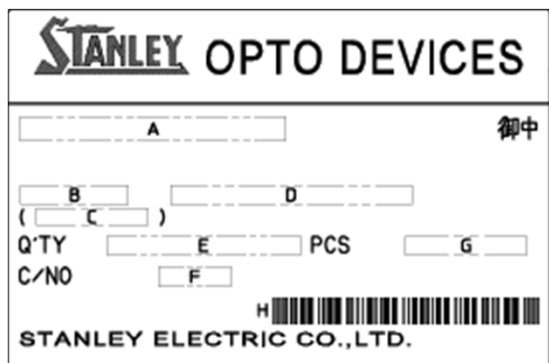 STANLEY OPTO DEVICES
A 御中
B D
( C )
Q'TY E PCS G
C/NO F
H
STANLEY ELECTRIC CO.,LTD.